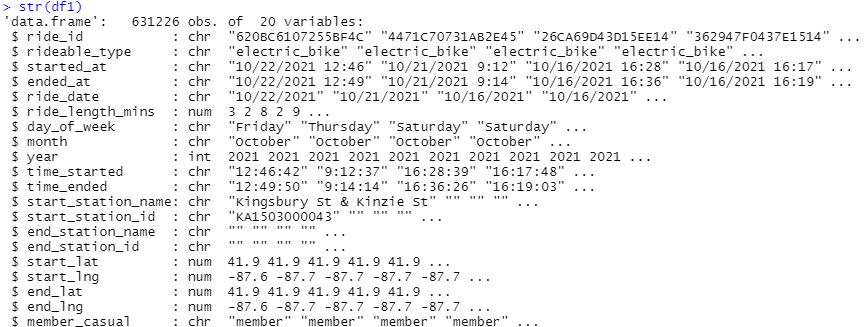 > str(df1)
'data.frame':   631226 obs. of  20 variables:
 $ ride_id           : chr  "620BC6107255BF4C" "4471C70731AB2E45" "26CA69D43D15EE14" "362947F0437E1514" ...
 $ rideable_type     : chr  "electric_bike" "electric_bike" "electric_bike" "electric_bike" ...
 $ started_at        : chr  "10/22/2021 12:46" "10/21/2021 9:12" "10/16/2021 16:28" "10/16/2021 16:17" ...
 $ ended_at          : chr  "10/22/2021 12:49" "10/21/2021 9:14" "10/16/2021 16:36" "10/16/2021 16:19" ...
 $ ride_date         : chr  "10/22/2021" "10/21/2021" "10/16/2021" "10/16/2021" ...
 $ ride_length_mins  : num  3 2 8 2 9 ...
 $ day_of_week       : chr  "Friday" "Thursday" "Saturday" "Saturday" ...
 $ month             : chr  "October" "October" "October" "October" ...
 $ year              : int  2021 2021 2021 2021 2021 2021 2021 2021 2021 2021 ...
 $ time_started      : chr  "12:46:42" "9:12:37" "16:28:39" "16:17:48" ...
 $ time_ended        : chr  "12:49:50" "9:14:14" "16:36:26" "16:19:03" ...
 $ start_station_name: chr  "Kingsbury St & Kinzie St" "" "" "" ...
 $ start_station_id  : chr  "KA1503000043" "" "" "" ...
 $ end_station_name  : chr  "" "" "" "" ...
 $ end_station_id    : chr  "" "" "" "" ...
 $ start_lat         : num  41.9 41.9 41.9 41.9 41.9 ...
 $ start_lng         : num  -87.6 -87.7 -87.7 -87.7 -87.7 ...
 $ end_lat           : num  41.9 41.9 41.9 41.9 41.9 ...
 $ end_lng           : num  -87.6 -87.7 -87.7 -87.7 -87.7 ...
 $ member_casual     : chr  "member" "member" "member" "member" ...